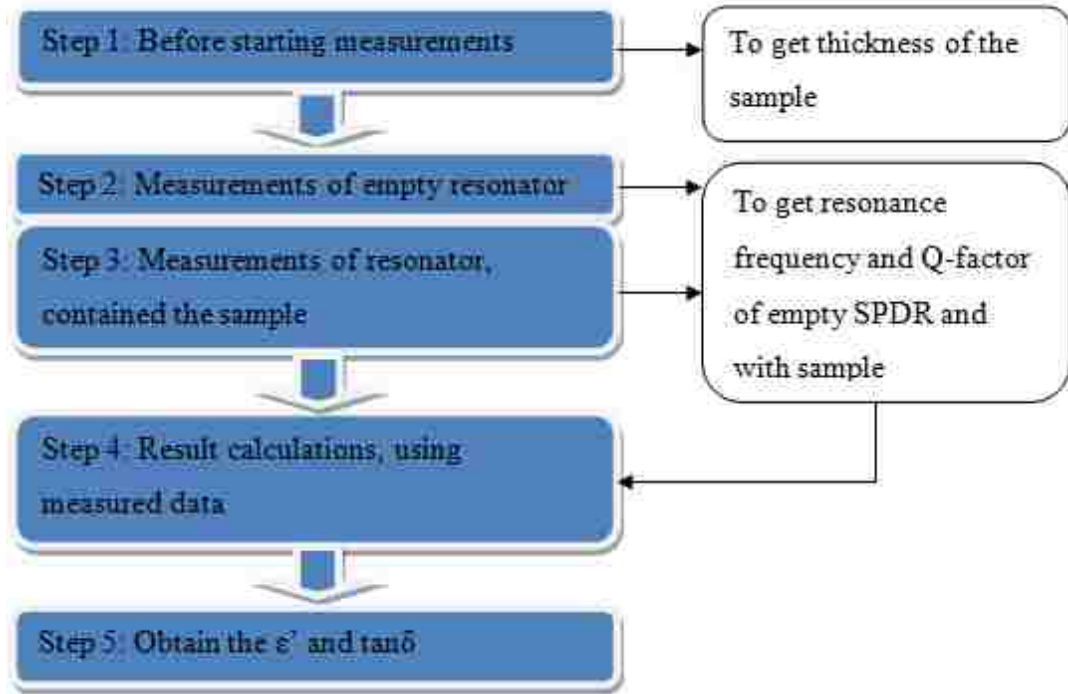 Step 1: Before starting measurements
To get thickness of the
sample
Step 2: Measurements of empty resonator
Step 3: Measurements of resonator,
contained the sample
To get resonance
frequency and Q-factor
of empty SPDR and
with sample
Step 4: Result calculations, using
measured data
Step 5: Obtain the ε’ and tanδ